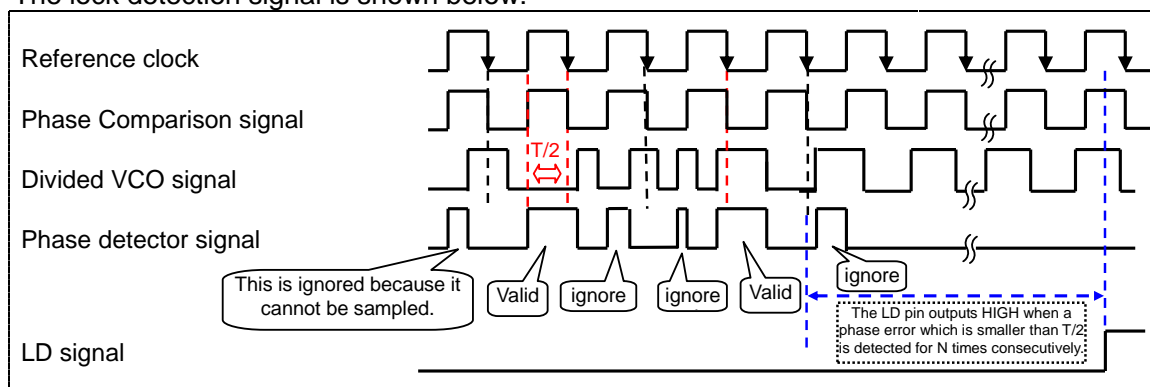 The lock detection signal is shown below.
Reference clock
Phase Comparison signal
T/2
Divided VCO signal
Phase detector signal
This is ignored because it
cannot be sampled.
Valid
ignore
ignore
Valid
ignore
The LD pin outputs HIGH when a
phase error which is smaller than T/2
is detected for N times consecutively.
LD signal